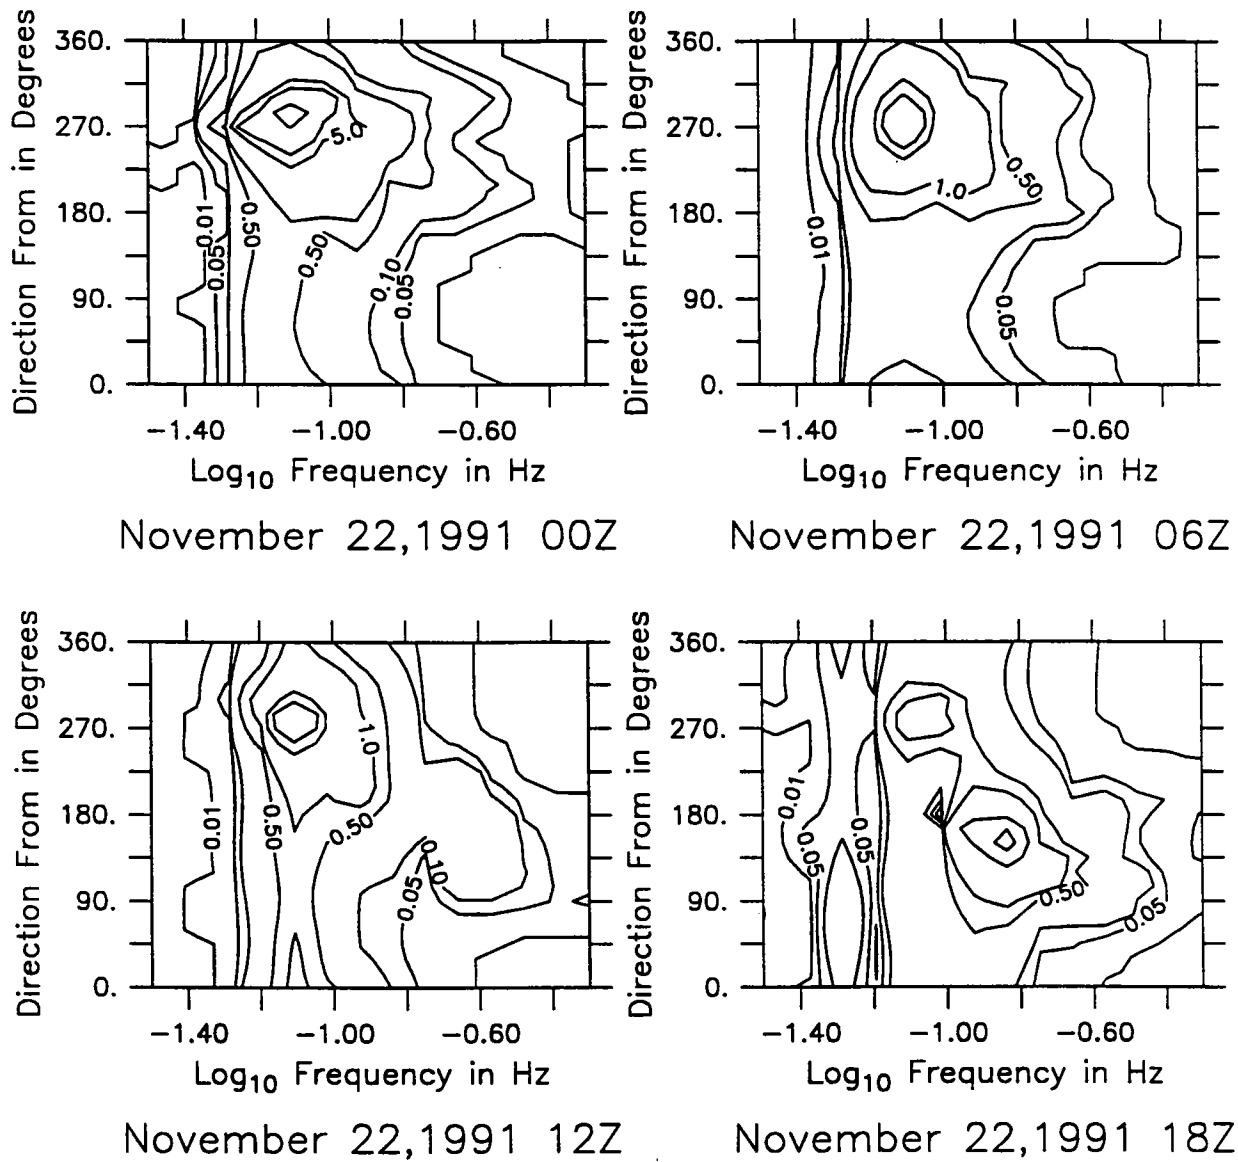 Direction From in Degrees
360.
270.
180.
90.
0.
5.0
0.01
0.05
0.50
0.50
0.10
0.05
−1.40 −1.00 −0.60
Log10 Frequency in Hz
November 22,1991 00Z
Direction From in Degrees
360.
270.
180.
90.
0.
0.01
1.0
0.50
0.05
−1.40 −1.00 −0.60
Log10 Frequency in Hz
November 22,1991 06Z
Direction From in Degrees
360.
270.
180.
90.
0.
0.01
0.50
1.0
0.50
0.10
0.05
−1.40 −1.00 −0.60
Log10 Frequency in Hz
November 22,1991 12Z
Direction From in Degrees
360.
270.
180.
90.
0.
0.01
0.05
0.05
0.50
0.05
−1.40 −1.00 −0.60
Log10 Frequency in Hz
November 22,1991 18Z